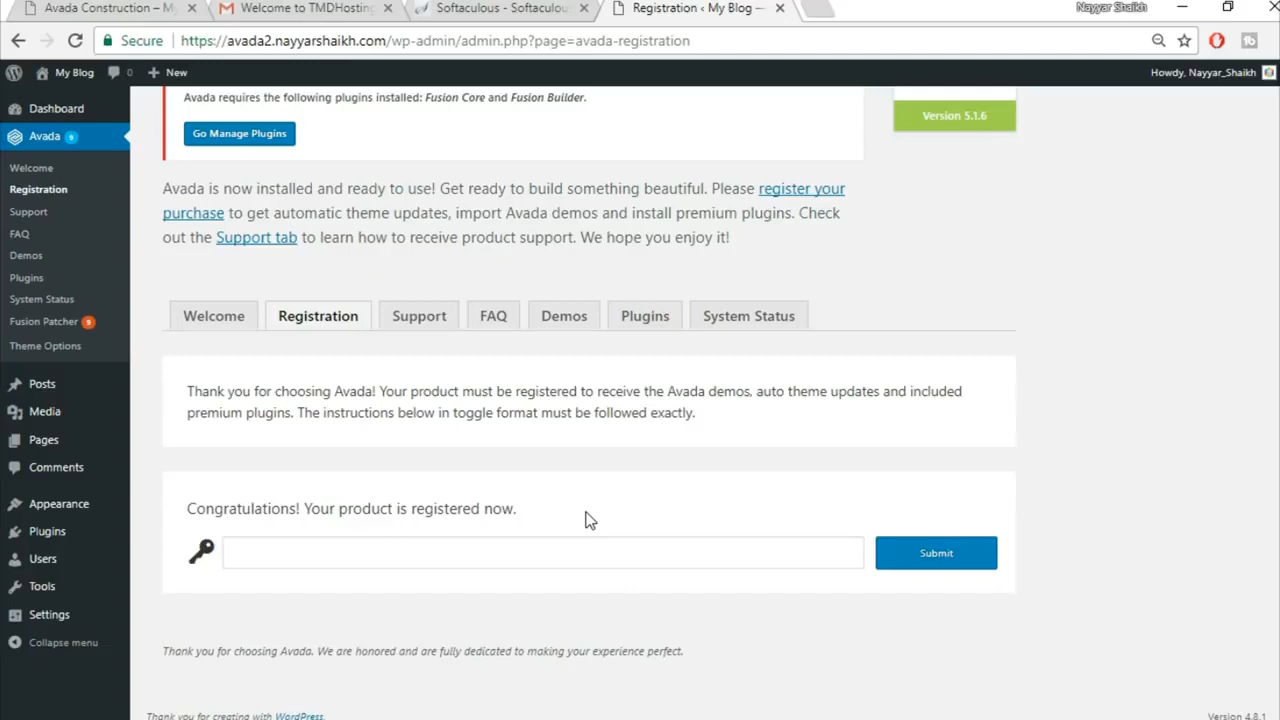 Avada Construction – My
Welcome to TMDHosting
Softaculous - Softaculous
Registration ‹ My Blog —
Nayyar Shaikh
Secure
https://avada2.nayyarshaikh.com/wp-admin/admin.php?page=avada-registration
My Blog
0
New
Howdy, Nayyar_Shaikh
Dashboard
Avada 9
Welcome
Registration
Support
FAQ
Demos
Plugins
System Status
Fusion Patcher 9
Theme Options
Posts
Media
Pages
Comments
Appearance
Plugins
Users
Tools
Settings
Collapse menu
Avada requires the following plugins installed: Fusion Core and Fusion Builder.
Go Manage Plugins
Version 5.1.6
Avada is now installed and ready to use! Get ready to build something beautiful. Please register your
purchase to get automatic theme updates, import Avada demos and install premium plugins. Check
out the Support tab to learn how to receive product support. We hope you enjoy it!
Welcome
Registration
Support
FAQ
Demos
Plugins
System Status
Thank you for choosing Avada! Your product must be registered to receive the Avada demos, auto theme updates and included
premium plugins. The instructions below in toggle format must be followed exactly.
Congratulations! Your product is registered now.
Submit
Thank you for choosing Avada. We are honored and are fully dedicated to making your experience perfect.
Thank you for creating with WordPress.
Version 4.8.1